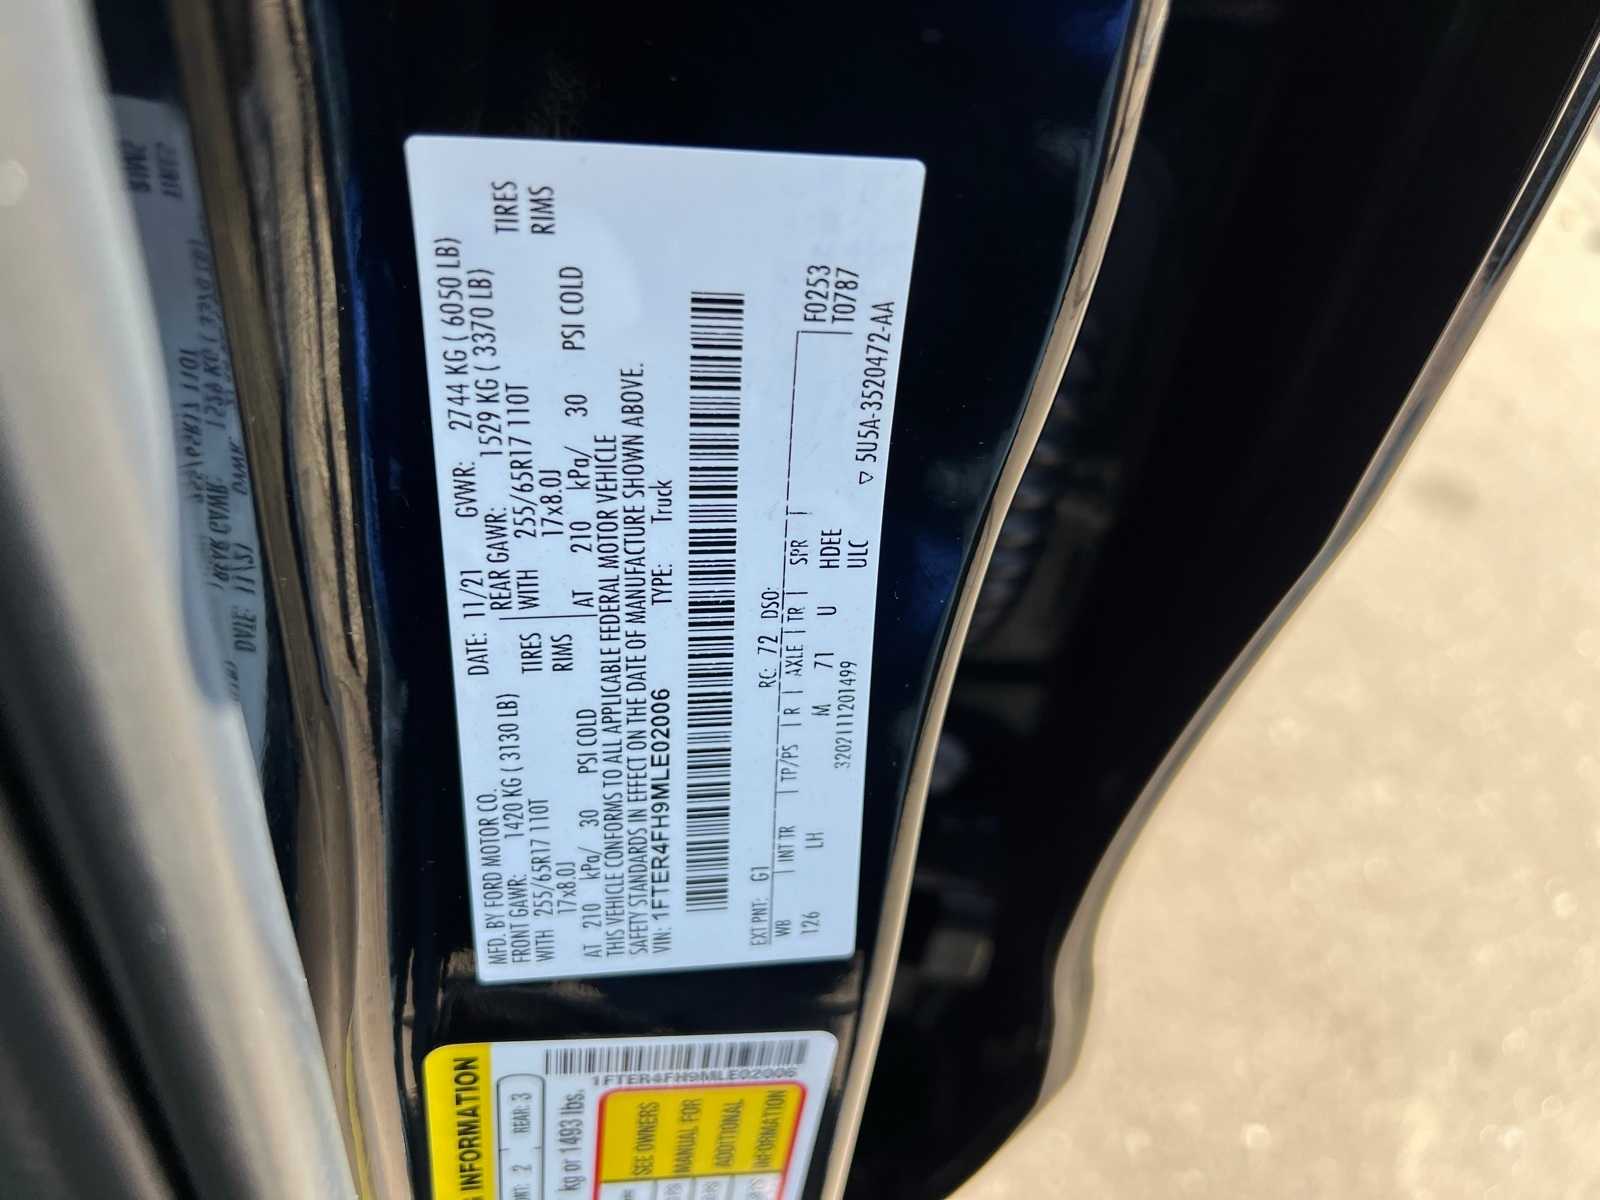 MFD. BY FORD MOTOR CO.
DATE: 11/21 GVWR: 2744 KG ( 6050 LB)
FRONT GAWR: 1420 KG ( 3130 LB) REAR GAWR: 1529 KG ( 3370 LB)
WITH 255/65R17 110T TIRES WITH 255/65R17 110T TIRES
17x8.0J RIMS 17x8.0J RIMS
AT 210 kPa/ 30 PSI COLD AT 210 kPa/ 30 PSI COLD
THIS VEHICLE CONFORMS TO ALL APPLICABLE FEDERAL MOTOR VEHICLE
SAFETY STANDARDS IN EFFECT ON THE DATE OF MANUFACTURE SHOWN ABOVE.
VIN: 1FTER4FH9MLE02006 TYPE: Truck
EXT PNT: G1 RC: 72 DSO: F0253
WB INT TR TP/PS R AXLE TR SPR T0787
126 LH M 71 U HDEE
32021111201499 ULC 5U5A-3520472-AA
INFORMATION
2 REAR: 3
kg or 1493 lbs.
1FTER4FH9MLE02006
SEE OWNERS
MANUAL FOR
ADDITIONAL
INFORMATION